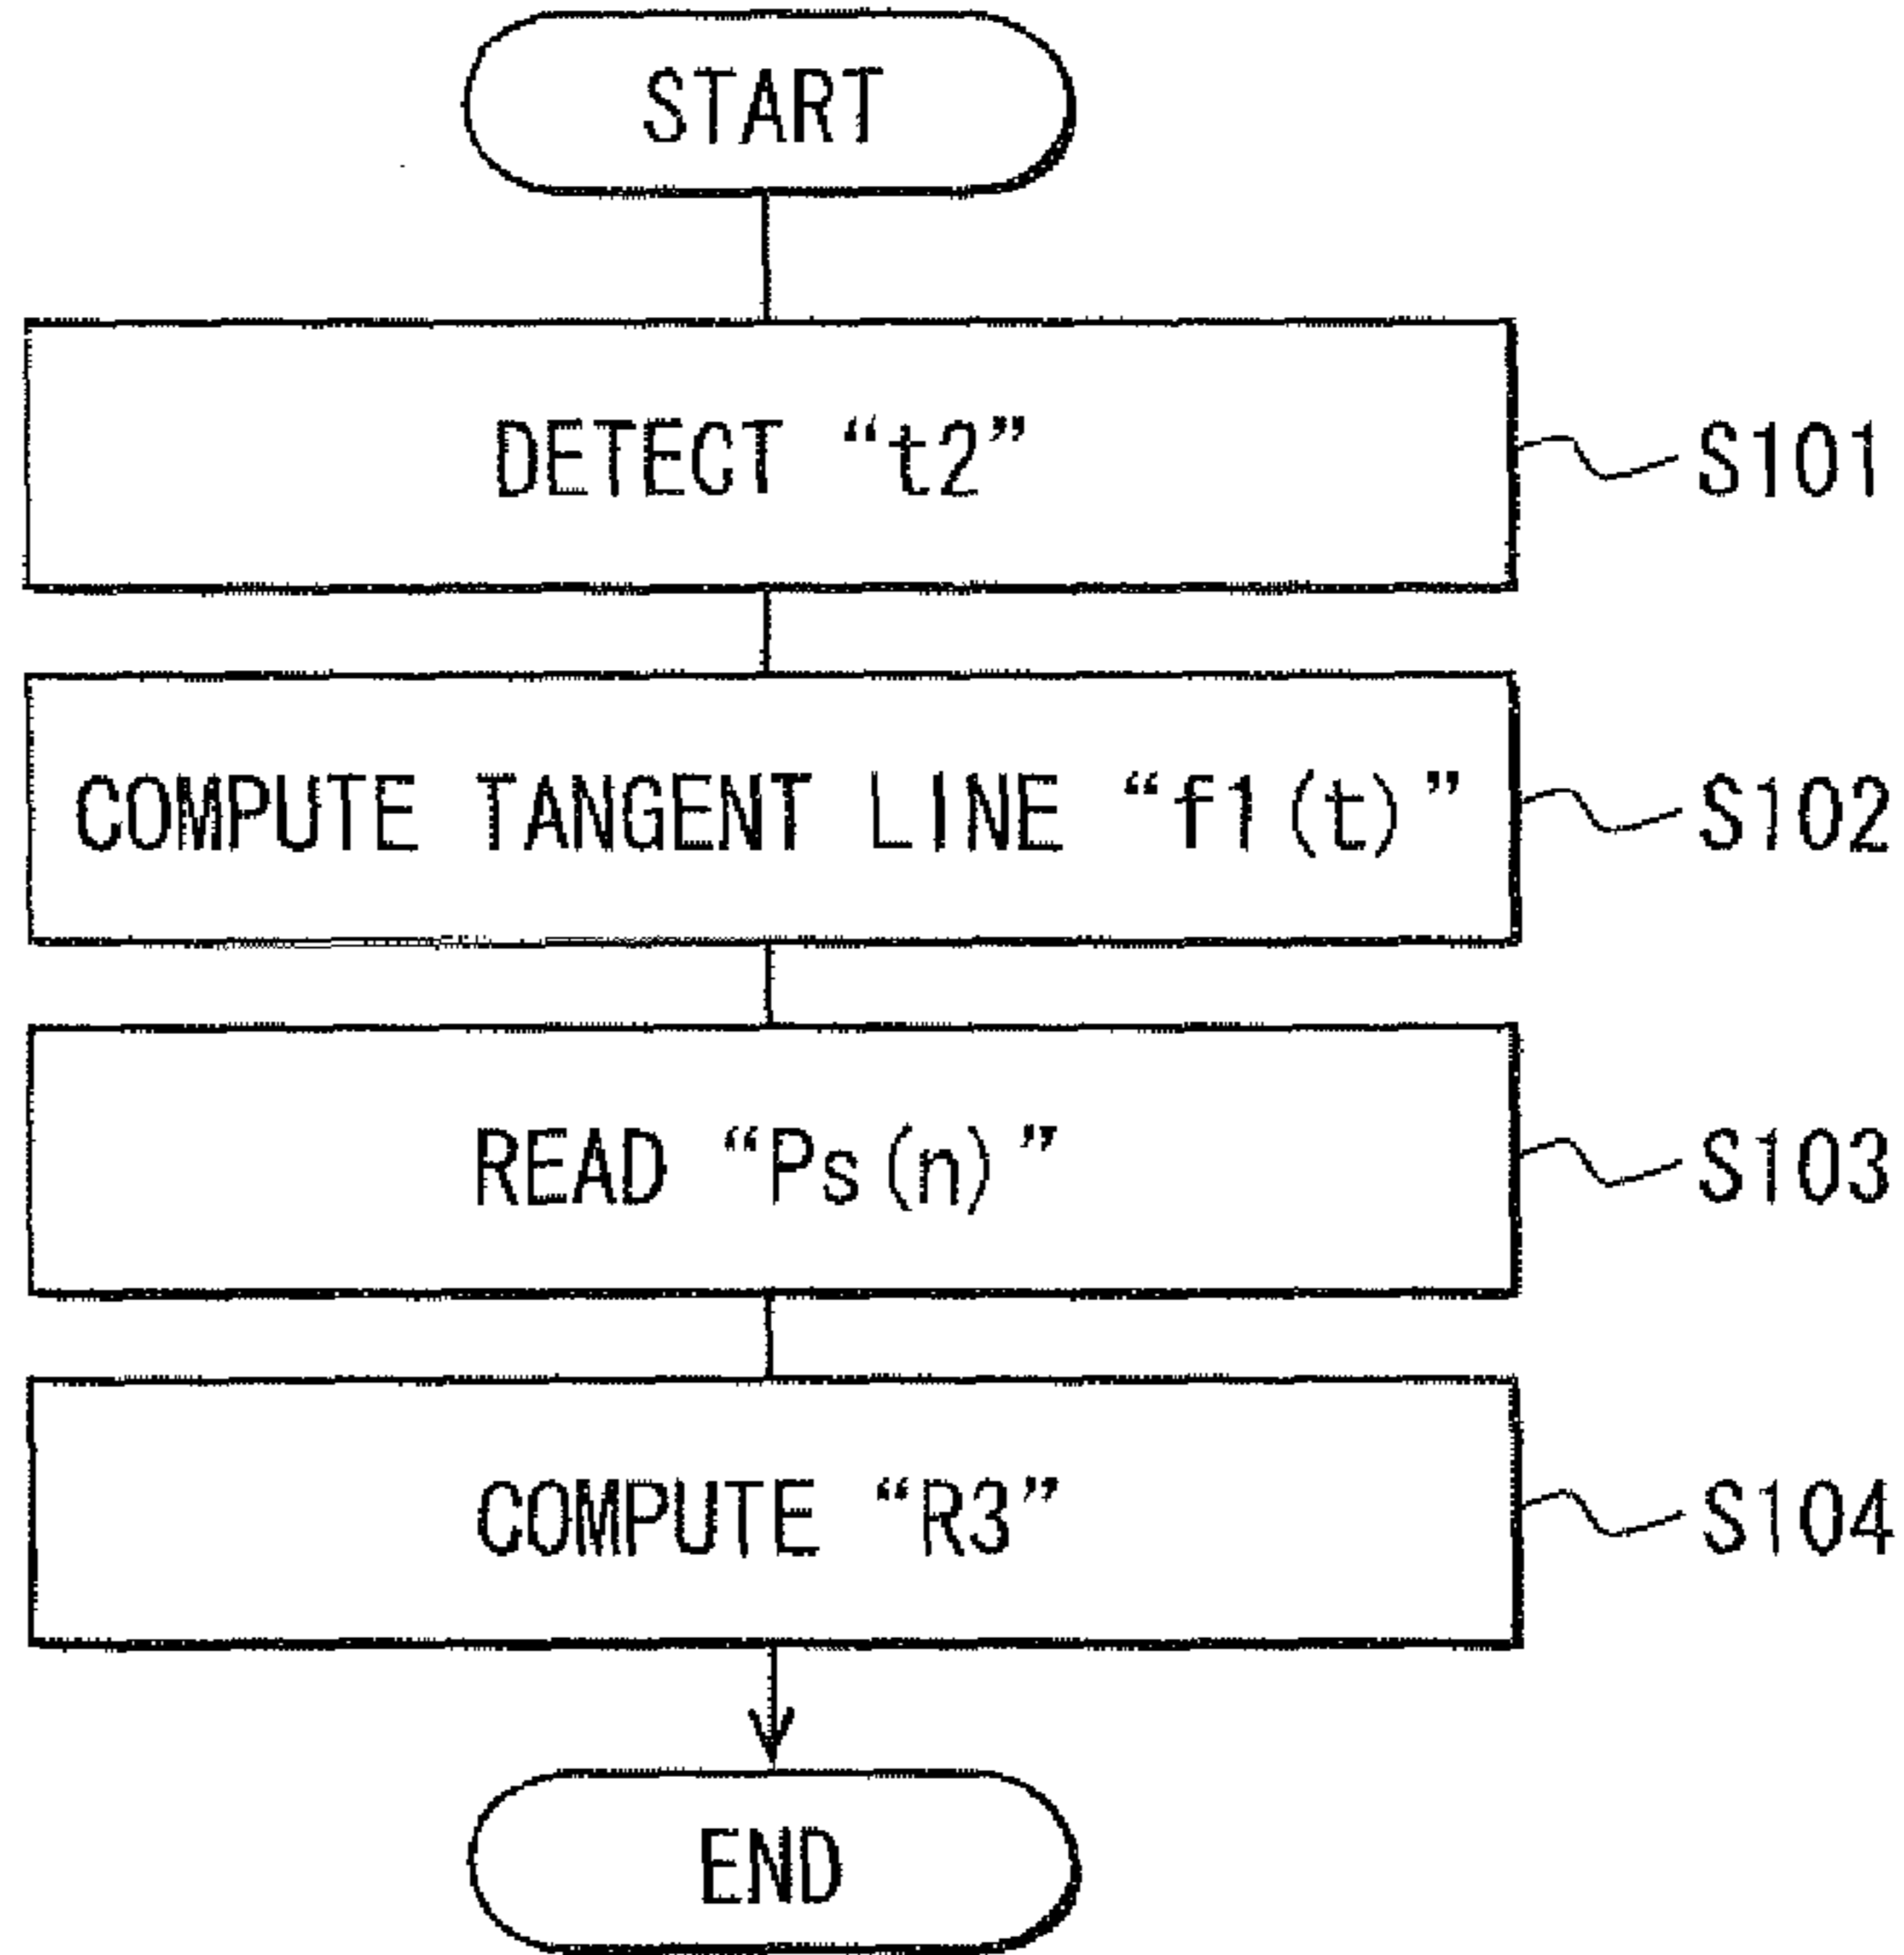 START
DETECT “t2” S101
COMPUTE TANGENT LINE “f1(t)” S102
READ “Ps(n)” S103
COMPUTE “R3” S104
END